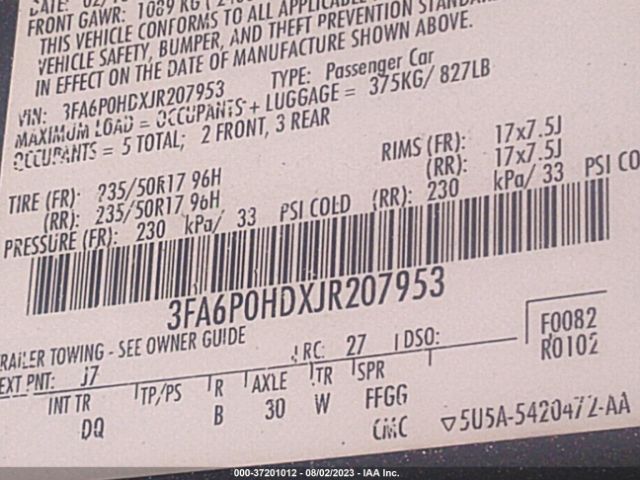 DATE: 02/
FRONT GAWR: 1089 KG (
THIS VEHICLE CONFORMS TO ALL APPLICABLE
VEHICLE SAFETY, BUMPER, AND THEFT PREVENTION STANDA
IN EFFECT ON THE DATE OF MANUFACTURE SHOWN ABOVE.
VIN: 3FA6P0HDXJR207953 TYPE: Passenger Car
MAXIMUM LOAD = OCCUPANTS + LUGGAGE = 375KG/ 827LB
OCCUPANTS = 5 TOTAL; 2 FRONT, 3 REAR
TIRE (FR): 235/50R17 96H RIMS (FR): 17x7.5J
(RR): 235/50R17 96H (RR): 17x7.5J
PRESSURE (FR): 230 kPa/ 33 PSI COLD (RR): 230 kPa/ 33 PSI CO
3FA6P0HDXJR207953
RAILER TOWING - SEE OWNER GUIDE
EXT PNT: J7 RC: 27 DSO: F0082
R0102
INT TR TP/PS R AXLE TR SPR
DQ B 30 W FFGG
CMC ▽5U5A-5420472-AA
000-37201012 - 08/02/2023 - IAA Inc.